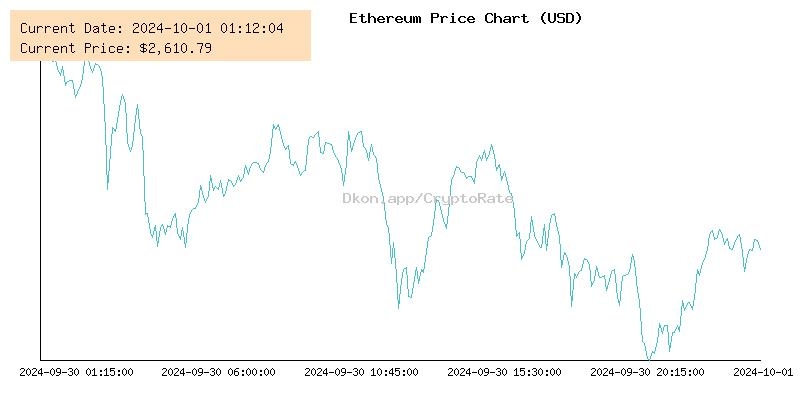 Ethereum Price Chart (USD)
Current Date: 2024-10-01 01:12:04
Current Price: $2,610.79
Dkon.app/CryptoRate
2024-09-30 01:15:00 2024-09-30 06:00:00 2024-09-30 10:45:00 2024-09-30 15:30:00 2024-09-30 20:15:00 2024-10-01